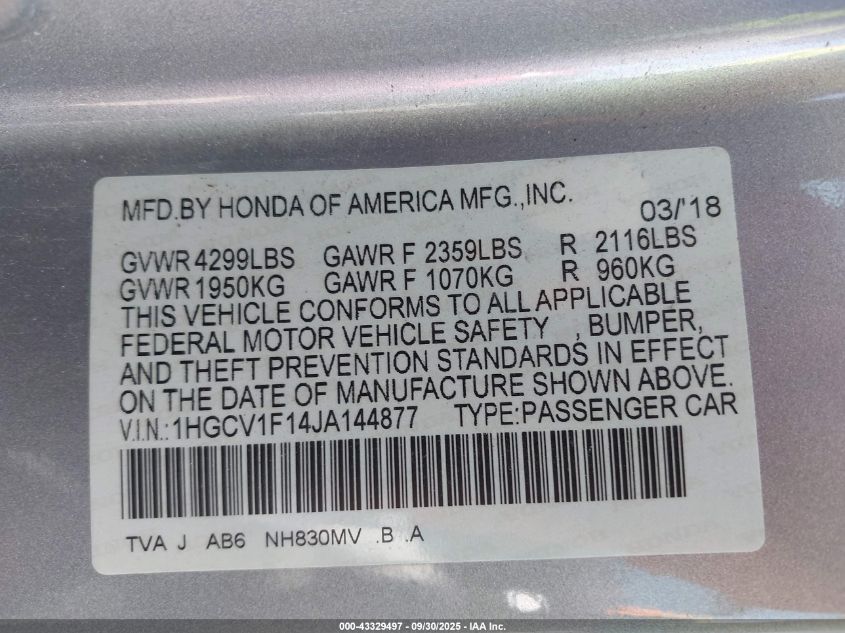 MFD.BY HONDA OF AMERICA MFG.,INC. 03/'18
GVWR 4299LBS GAWR F 2359LBS R 2116LBS
GVWR 1950KG GAWR F 1070KG R 960KG
THIS VEHICLE CONFORMS TO ALL APPLICABLE
FEDERAL MOTOR VEHICLE SAFETY , BUMPER,
AND THEFT PREVENTION STANDARDS IN EFFECT
ON THE DATE OF MANUFACTURE SHOWN ABOVE.
V.I.N.:1HGCV1F14JA144877 TYPE:PASSENGER CAR
TVA J AB6 NH830MV .B .A
000-43329497 - 09/30/2025 - IAA Inc.